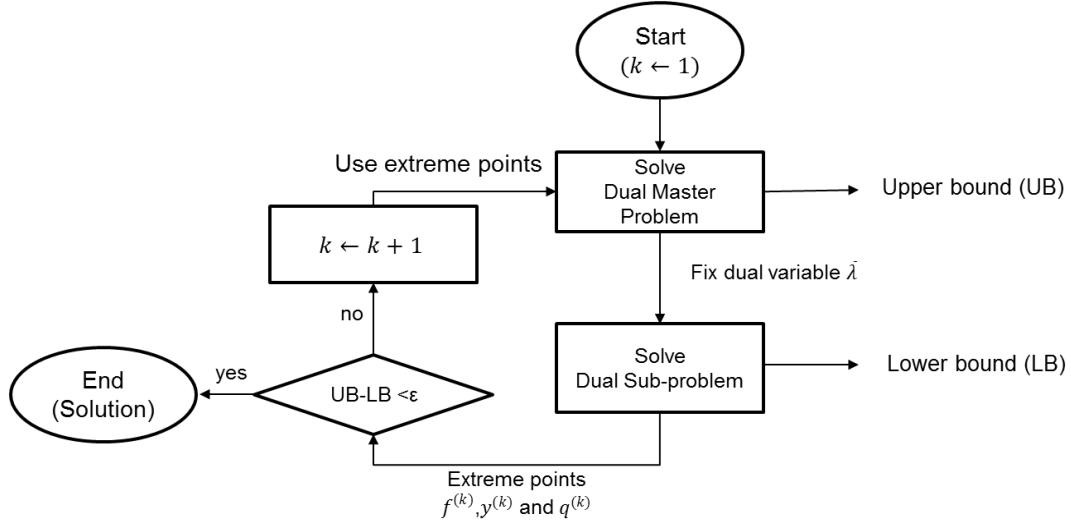 Start
(k ← 1)
Use extreme points
Solve
Dual Master
Problem
Upper bound (UB)
k ← k + 1
Fix dual variable λ̄
no
Solve
Dual Sub-problem
Lower bound (LB)
End
(Solution)
yes
UB-LB <ε
Extreme points
f^(k),y^(k) and q^(k)